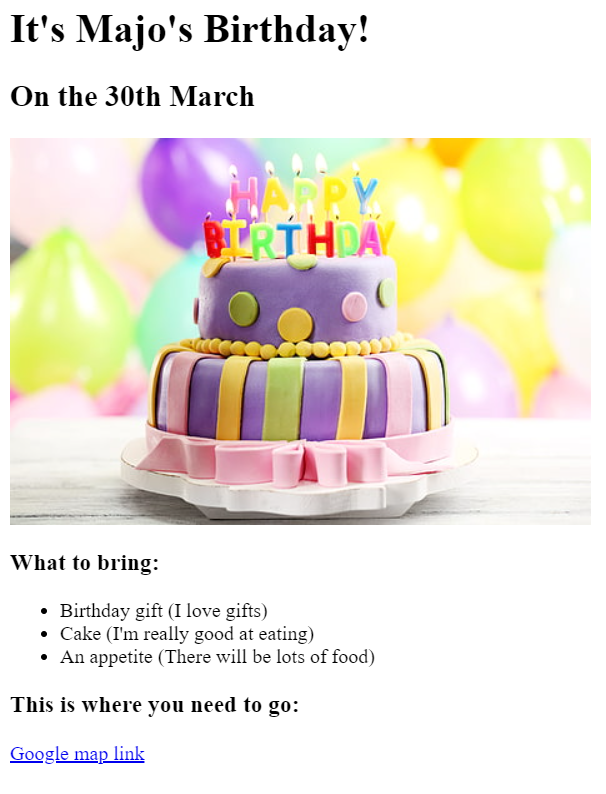 It's Majo's Birthday!
On the 30th March
HAPPY
BIRTHDAY
What to bring:
Birthday gift (I love gifts)
Cake (I'm really good at eating)
An appetite (There will be lots of food)
This is where you need to go:
Google map link